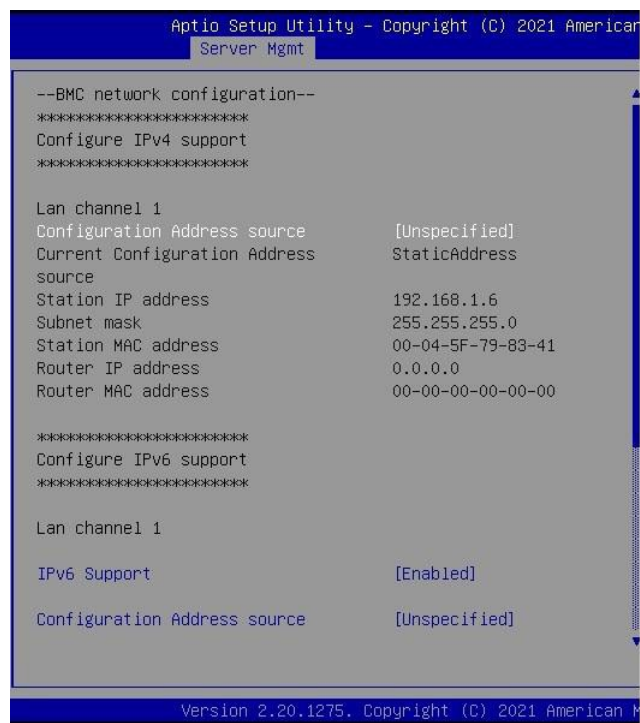 Aptio Setup Utility – Copyright (C) 2021 American
Server Mgmt
--BMC network configuration--
**********************
Configure IPv4 support
**********************
Lan channel 1
Configuration Address source [Unspecified]
Current Configuration Address StaticAddress
source
Station IP address 192.168.1.6
Subnet mask 255.255.255.0
Station MAC address 00-04-5F-79-83-41
Router IP address 0.0.0.0
Router MAC address 00-00-00-00-00-00
**********************
Configure IPv6 support
**********************
Lan channel 1
IPv6 Support [Enabled]
Configuration Address source [Unspecified]
Version 2.20.1275. Copyright (C) 2021 American